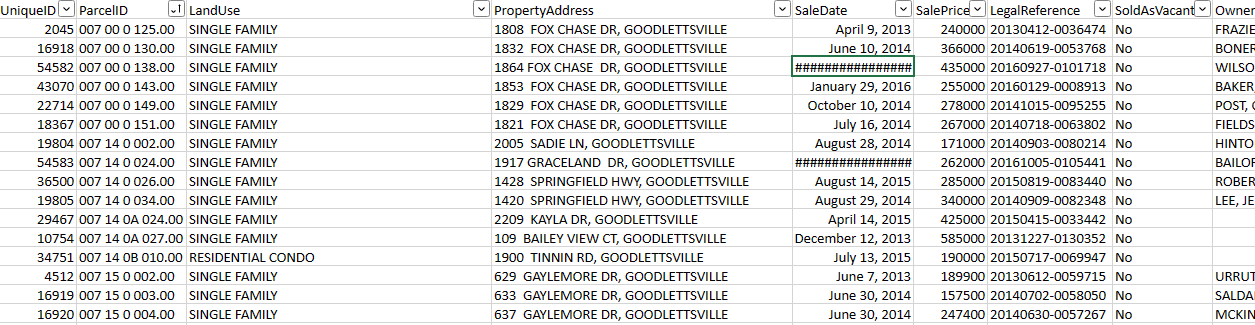 UniqueID ParcelID LandUse PropertyAddress SaleDate SalePrice LegalReference SoldAsVacant Owner
2045 007 00 0 125.00 SINGLE FAMILY 1808  FOX CHASE DR, GOODLETTSVILLE April 9, 2013 240000 20130412-0036474 No FRAZIE
16918 007 00 0 130.00 SINGLE FAMILY 1832  FOX CHASE DR, GOODLETTSVILLE June 10, 2014 366000 20140619-0053768 No BONER
54582 007 00 0 138.00 SINGLE FAMILY 1864 FOX CHASE  DR, GOODLETTSVILLE ################ 435000 20160927-0101718 No WILSO
43070 007 00 0 143.00 SINGLE FAMILY 1853  FOX CHASE DR, GOODLETTSVILLE January 29, 2016 255000 20160129-0008913 No BAKER,
22714 007 00 0 149.00 SINGLE FAMILY 1829  FOX CHASE DR, GOODLETTSVILLE October 10, 2014 278000 20141015-0095255 No POST, C
18367 007 00 0 151.00 SINGLE FAMILY 1821  FOX CHASE DR, GOODLETTSVILLE July 16, 2014 267000 20140718-0063802 No FIELDS
19804 007 14 0 002.00 SINGLE FAMILY 2005  SADIE LN, GOODLETTSVILLE August 28, 2014 171000 20140903-0080214 No HINTO
54583 007 14 0 024.00 SINGLE FAMILY 1917 GRACELAND  DR, GOODLETTSVILLE ################ 262000 20161005-0105441 No BAILOR
36500 007 14 0 026.00 SINGLE FAMILY 1428  SPRINGFIELD HWY, GOODLETTSVILLE August 14, 2015 285000 20150819-0083440 No ROBER
19805 007 14 0 034.00 SINGLE FAMILY 1420  SPRINGFIELD HWY, GOODLETTSVILLE August 29, 2014 340000 20140909-0082348 No LEE, JE
29467 007 14 0A 024.00 SINGLE FAMILY 2209  KAYLA DR, GOODLETTSVILLE April 14, 2015 425000 20150415-0033442 No
10754 007 14 0A 027.00 SINGLE FAMILY 109  BAILEY VIEW CT, GOODLETTSVILLE December 12, 2013 585000 20131227-0130352 No
34751 007 14 0B 010.00 RESIDENTIAL CONDO 1900  TINNIN RD, GOODLETTSVILLE July 13, 2015 190000 20150717-0069947 No
4512 007 15 0 002.00 SINGLE FAMILY 629  GAYLEMORE DR, GOODLETTSVILLE June 7, 2013 189900 20130612-0059715 No URRUT
16919 007 15 0 003.00 SINGLE FAMILY 633  GAYLEMORE DR, GOODLETTSVILLE June 30, 2014 157500 20140702-0058050 No SALDA
16920 007 15 0 004.00 SINGLE FAMILY 637  GAYLEMORE DR, GOODLETTSVILLE June 30, 2014 247400 20140630-0057267 No MCKIN